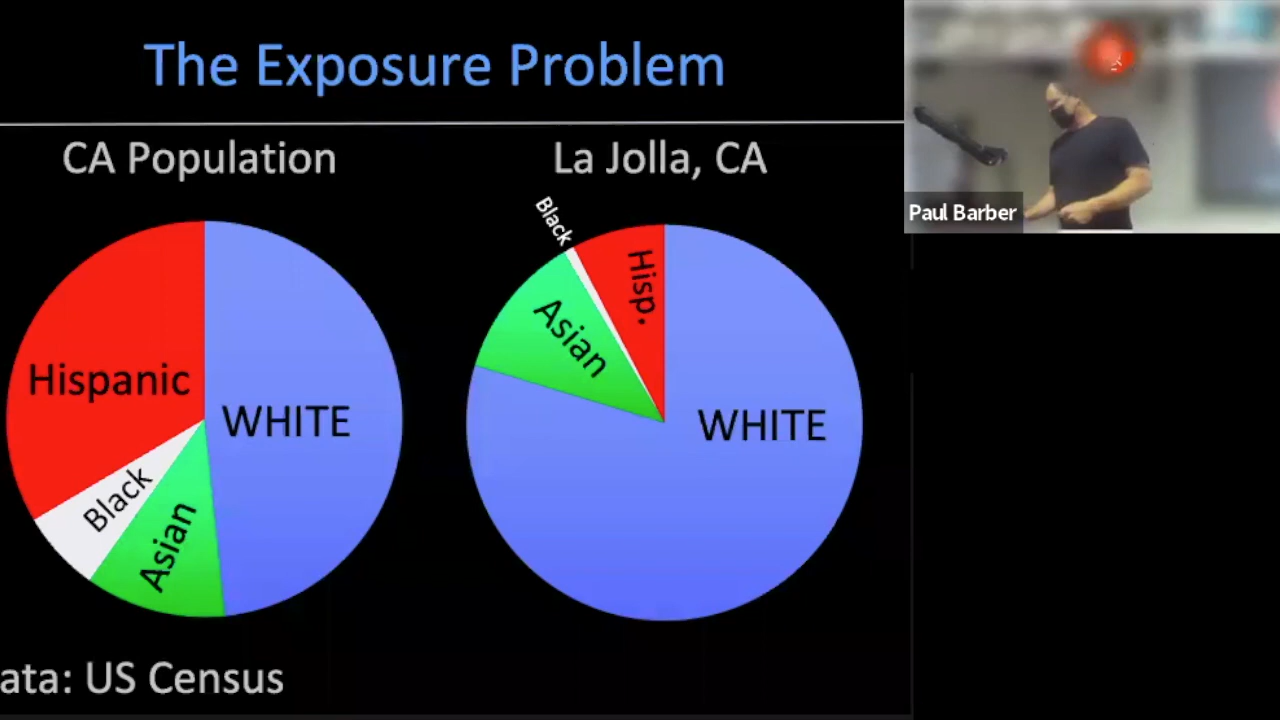 The Exposure Problem
CA Population
La Jolla, CA
Hispanic
WHITE
Black
Asian
Black
Hisp.
Asian
WHITE
ata: US Census
Paul Barber